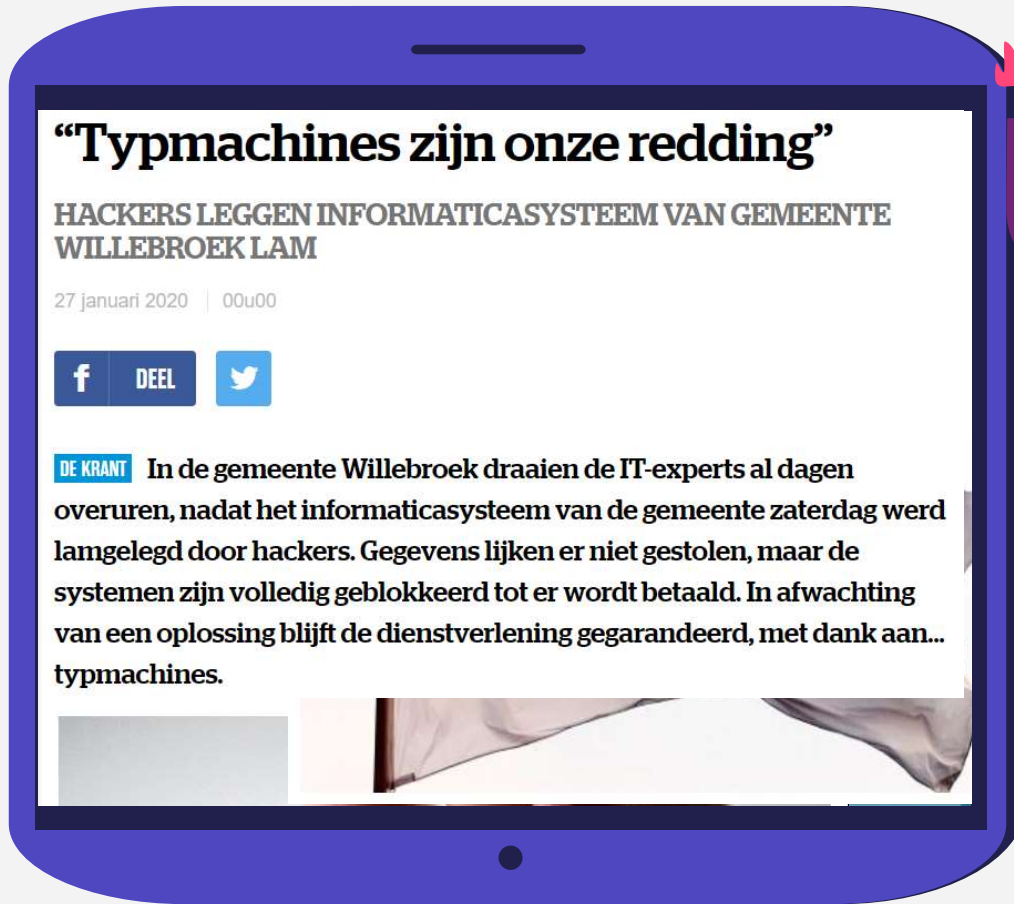 “Typmachines zijn onze redding”
HACKERS LEGGEN INFORMATICASYSTEEM VAN GEMEENTE
WILLEBROEK LAM
27 januari 2020 00u00
f DEEL
DE KRANT In de gemeente Willebroek draaien de IT-experts al dagen
overuren, nadat het informaticasysteem van de gemeente zaterdag werd
lamgelegd door hackers. Gegevens lijken er niet gestolen, maar de
systemen zijn volledig geblokkeerd tot er wordt betaald. In afwachting
van een oplossing blijft de dienstverlening gegarandeerd, met dank aan...
typmachines.